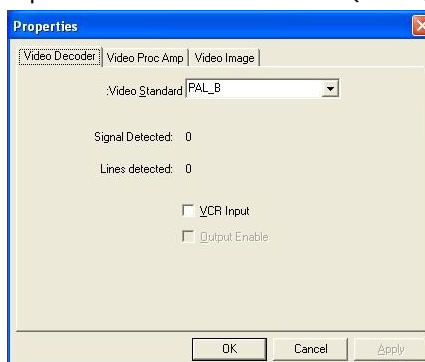 Properties
Video Decoder Video Proc Amp Video Image
:Video Standard PAL_B
Signal Detected: 0
Lines detected: 0
VCR Input
Output Enable
OK Cancel Apply